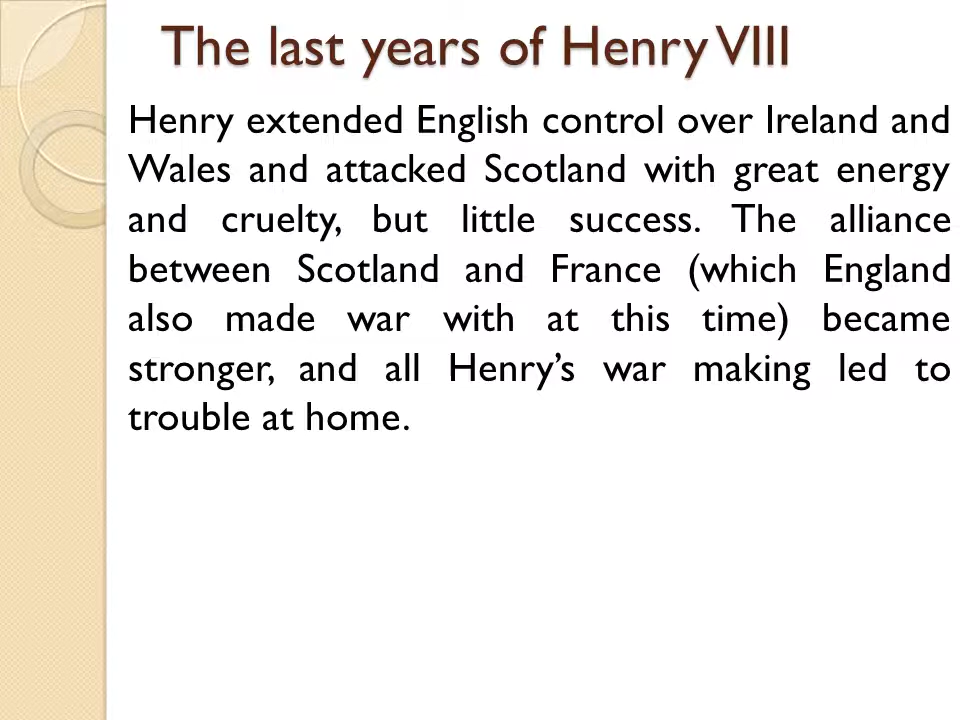 The last years of Henry VIII
Henry extended English control over Ireland and
Wales and attacked Scotland with great energy
and cruelty, but little success. The alliance
between Scotland and France (which England
also made war with at this time) became
stronger, and all Henry’s war making led to
trouble at home.